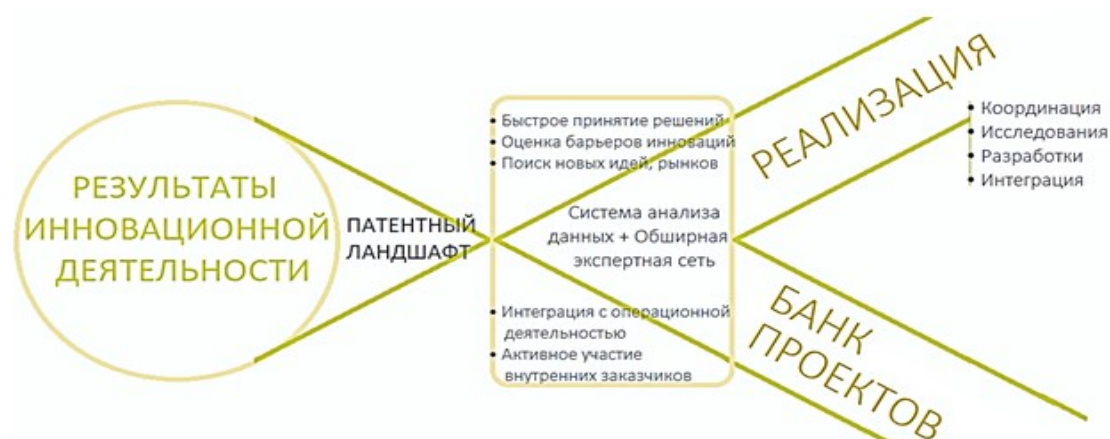 РЕЗУЛЬТАТЫ
ИННОВАЦИОННОЙ
ДЕЯТЕЛЬНОСТИ
ПАТЕНТНЫЙ
ЛАНДШАФТ
• Быстрое принятие решений
• Оценка барьеров инноваций
• Поиск новых идей, рынков
Система анализа
данных + Обширная
экспертная сеть
• Интеграция с операционной
деятельностью
• Активное участие
внутренних заказчиков
РЕАЛИЗАЦИЯ
• Координация
• Исследования
• Разработки
• Интеграция
БАНК
ПРОЕКТОВ